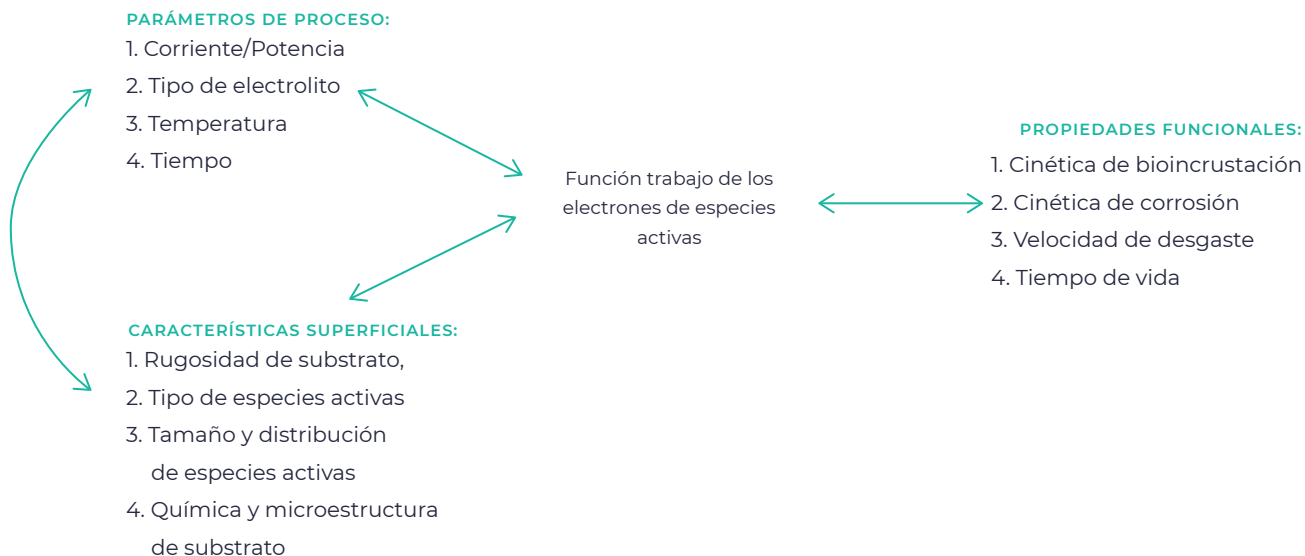 PARÁMETROS DE PROCESO:
1. Corriente/Potencia
2. Tipo de electrolito
3. Temperatura
4. Tiempo
Función trabajo de los
electrones de especies
activas
PROPIEDADES FUNCIONALES:
1. Cinética de bioincrustación
2. Cinética de corrosión
3. Velocidad de desgaste
4. Tiempo de vida
CARACTERÍSTICAS SUPERFICIALES:
1. Rugosidad de substrato,
2. Tipo de especies activas
3. Tamaño y distribución
de especies activas
4. Química y microestructura
de substrato